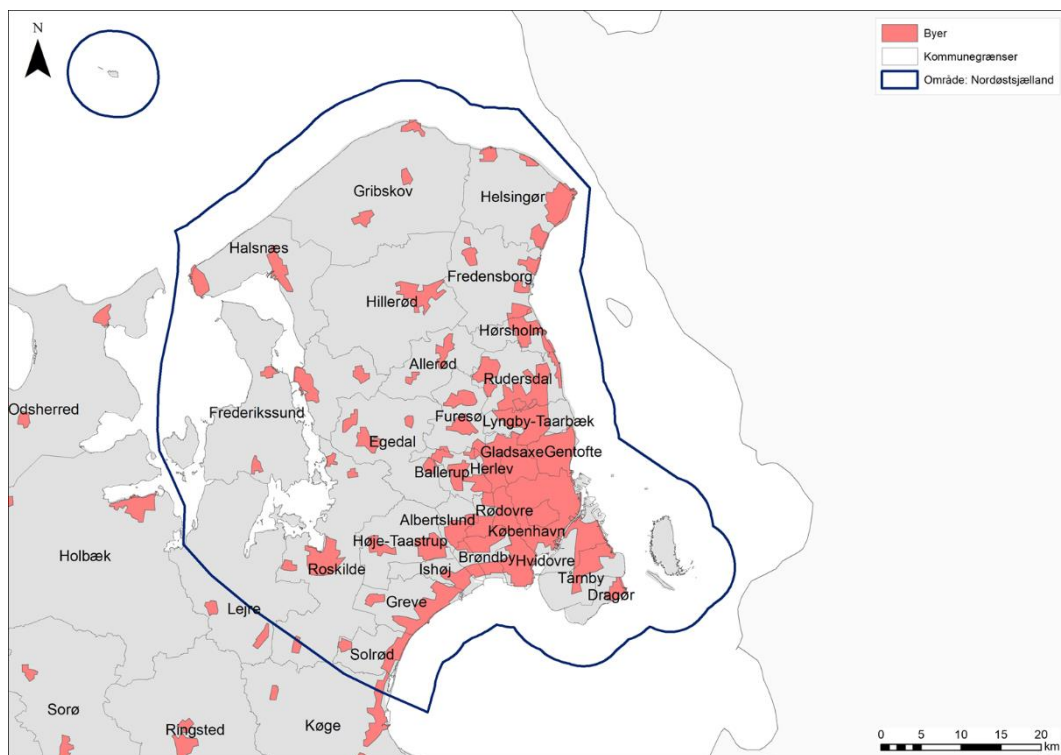 N
Byer
Kommunegrænser
Område: Nordøstsjælland
Gribskov
Helsingør
Halsnæs
Fredensborg
Hillerød
Hørsholm
Allerød
Rudersdal
Odsherred
Frederikssund
Furesø
Lyngby-Taarbæk
Egedal
Gladsaxe
Gentofte
Ballerup
Herlev
Rødovre
Albertslund
København
Holbæk
Høje-Taastrup
Brøndby
Hvidovre
Roskilde
Ishøj
Tårnby
Dragør
Greve
Lejre
Solrød
Sorø
Ringsted
Køge
0 5 10 15 20
km